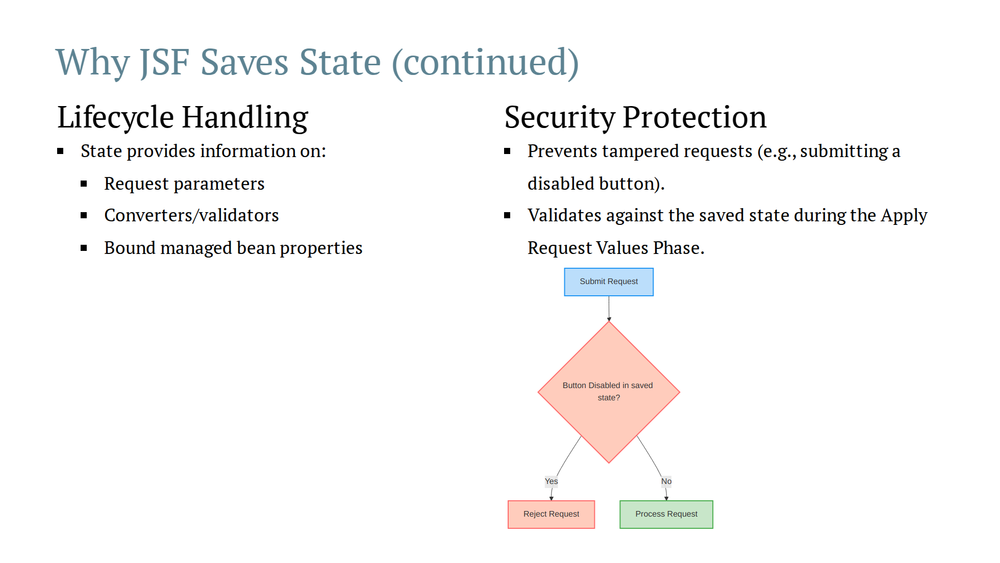 Why JSF Saves State (continued)
Lifecycle Handling
State provides information on:
Request parameters
Converters/validators
Bound managed bean properties
Security Protection
Prevents tampered requests (e.g., submitting a
disabled button).
Validates against the saved state during the Apply
Request Values Phase.
Submit Request
Button Disabled in saved
state?
Yes
No
Reject Request
Process Request